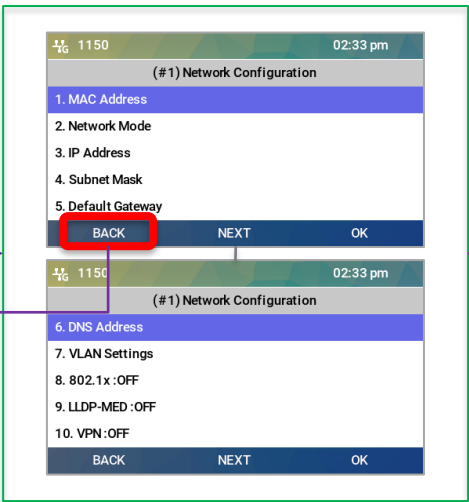 1G 1150 02:33 pm
(#1) Network Configuration
1. MAC Address
2. Network Mode
3. IP Address
4. Subnet Mask
5. Default Gateway
BACK NEXT OK
1G 1150 02:33 pm
(#1) Network Configuration
6. DNS Address
7. VLAN Settings
8. 802.1x :OFF
9. LLDP-MED :OFF
10. VPN :OFF
BACK NEXT OK